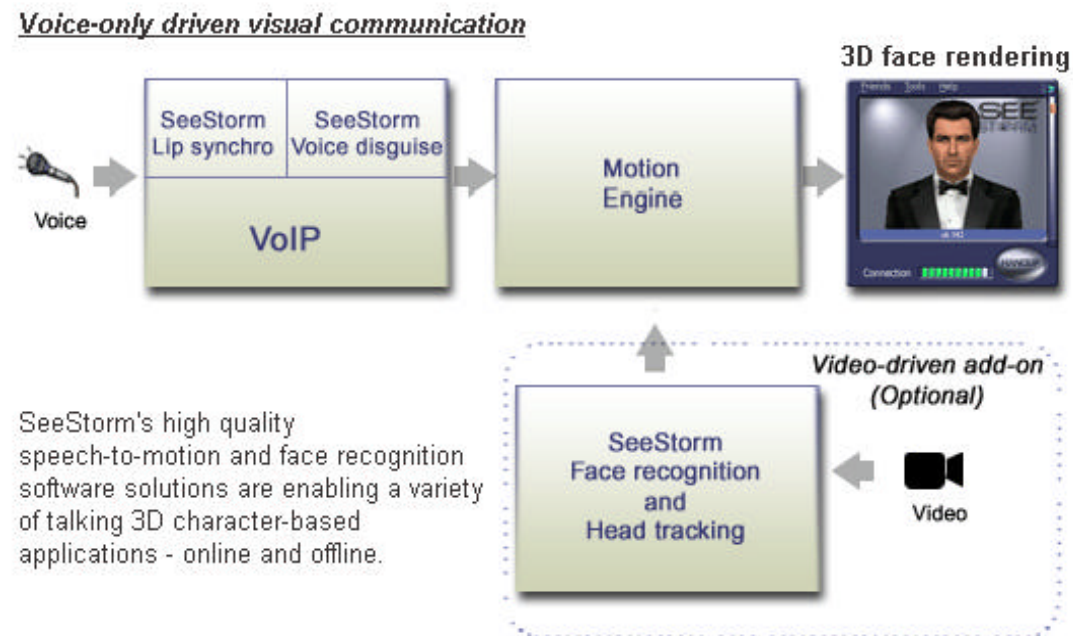 Voice-only driven visual communication
3D face rendering
SeeStorm
Lip synchro
SeeStorm
Voice disguise
VoIP
Voice
Motion
Engine
Friends Tools Help
SEE
STORM
Connection
HANGUP
Video-driven add-on
(Optional)
SeeStorm
Face recognition
and
Head tracking
Video
SeeStorm's high quality
speech-to-motion and face recognition
software solutions are enabling a variety
of talking 3D character-based
applications - online and offline.